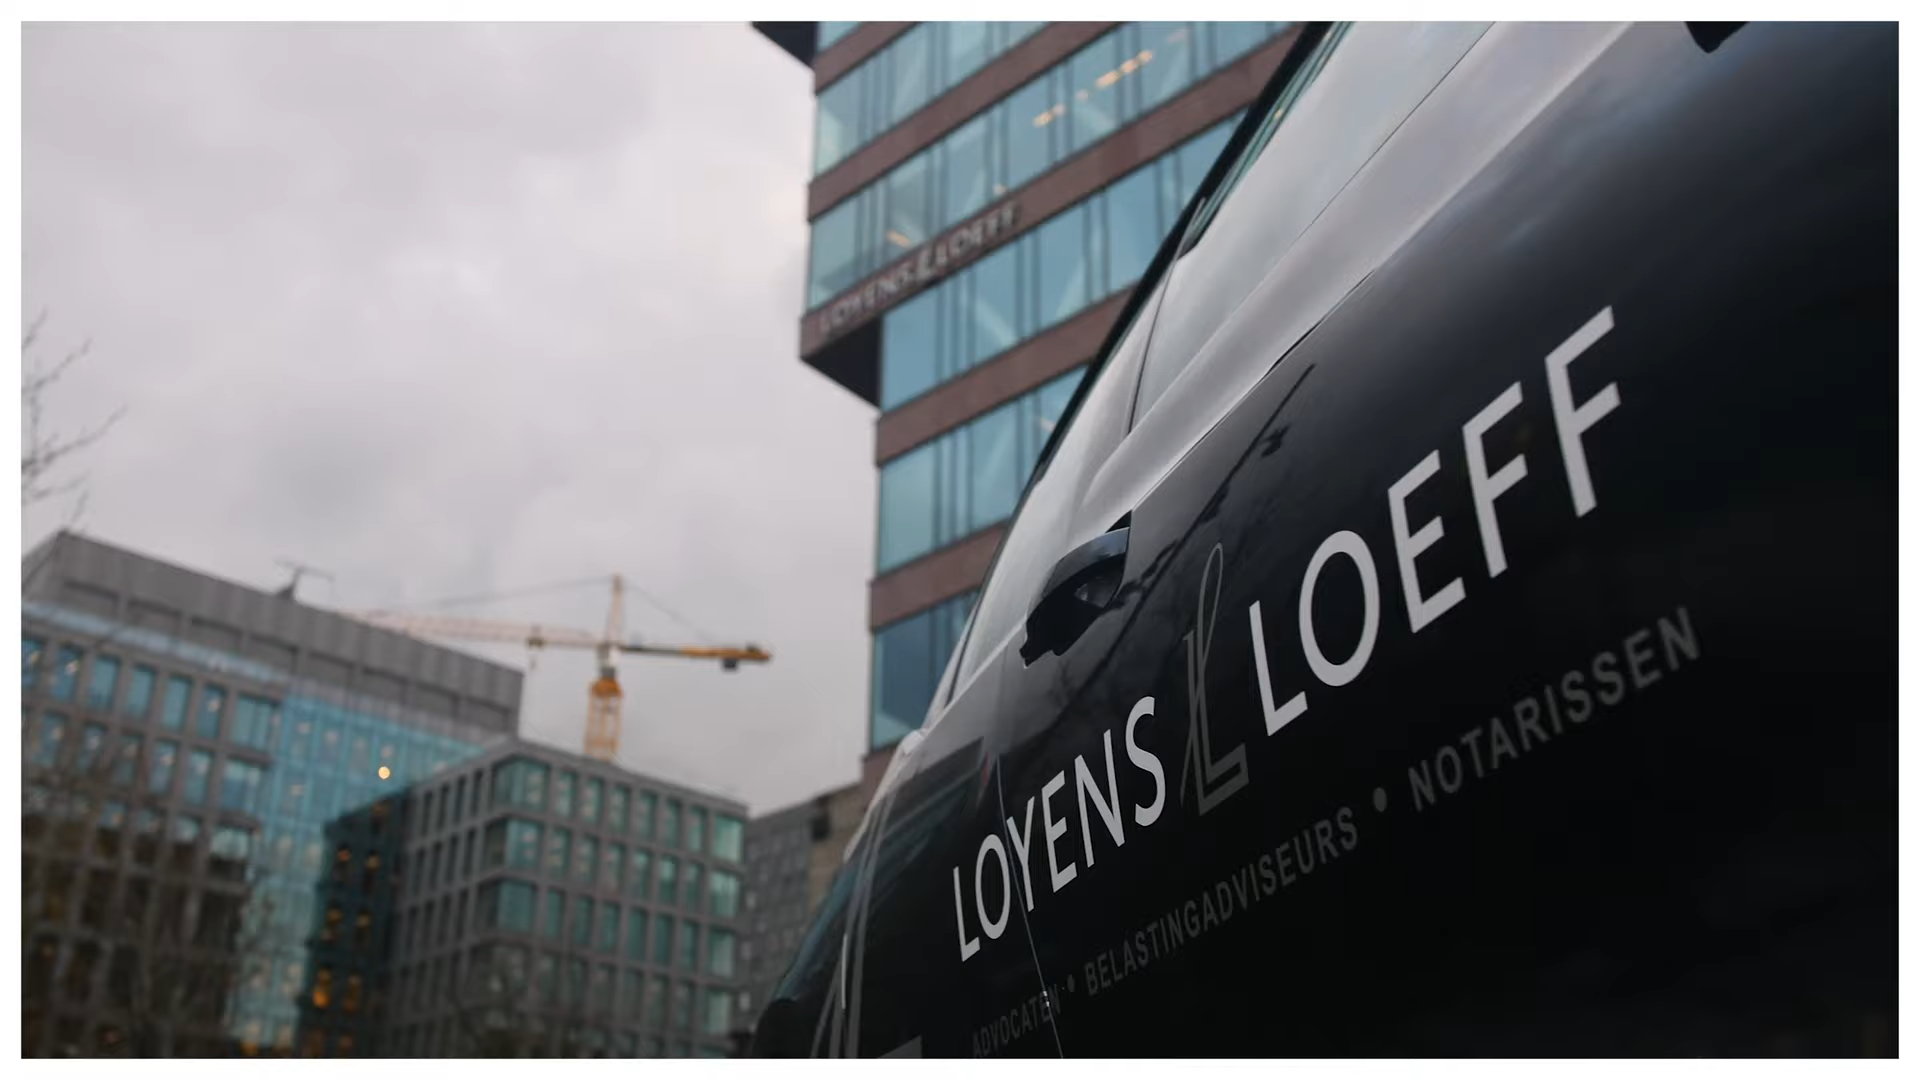 LOYENS & LOEFF
LOYENS L LOEFF
ADVOCATEN • BELASTINGADVISEURS • NOTARISSEN